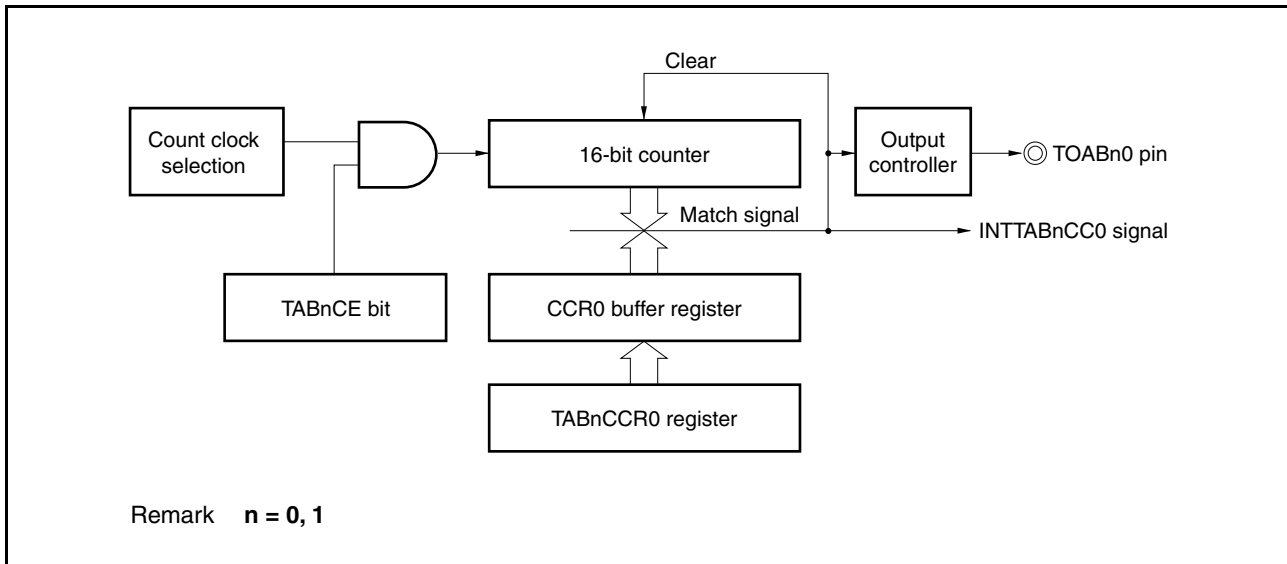 Clear
Count clock
selection
16-bit counter
Output
controller
TOABn0 pin
Match signal
INTTABnCC0 signal
TABnCE bit
CCR0 buffer register
TABnCCR0 register
Remark n = 0, 1